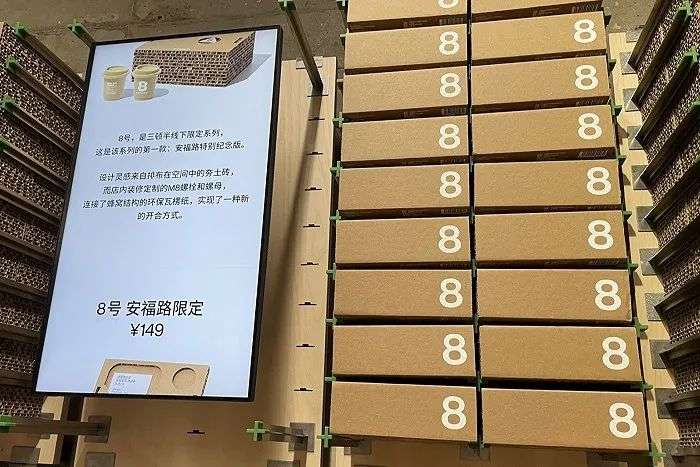 8
8号，是三顿半线下限定系列，
这是该系列的第一款：安福路特别纪念版。
设计灵感来自排布在空间中的夯土砖，
而店内装修定制的M8螺栓和螺母，
连接了蜂窝结构的环保瓦楞纸，实现了一种新
的开合方式。
8号 安福路限定
¥149
8
8 8
8 8
8 8
8 8
8 8
8 8
8 8
8 8